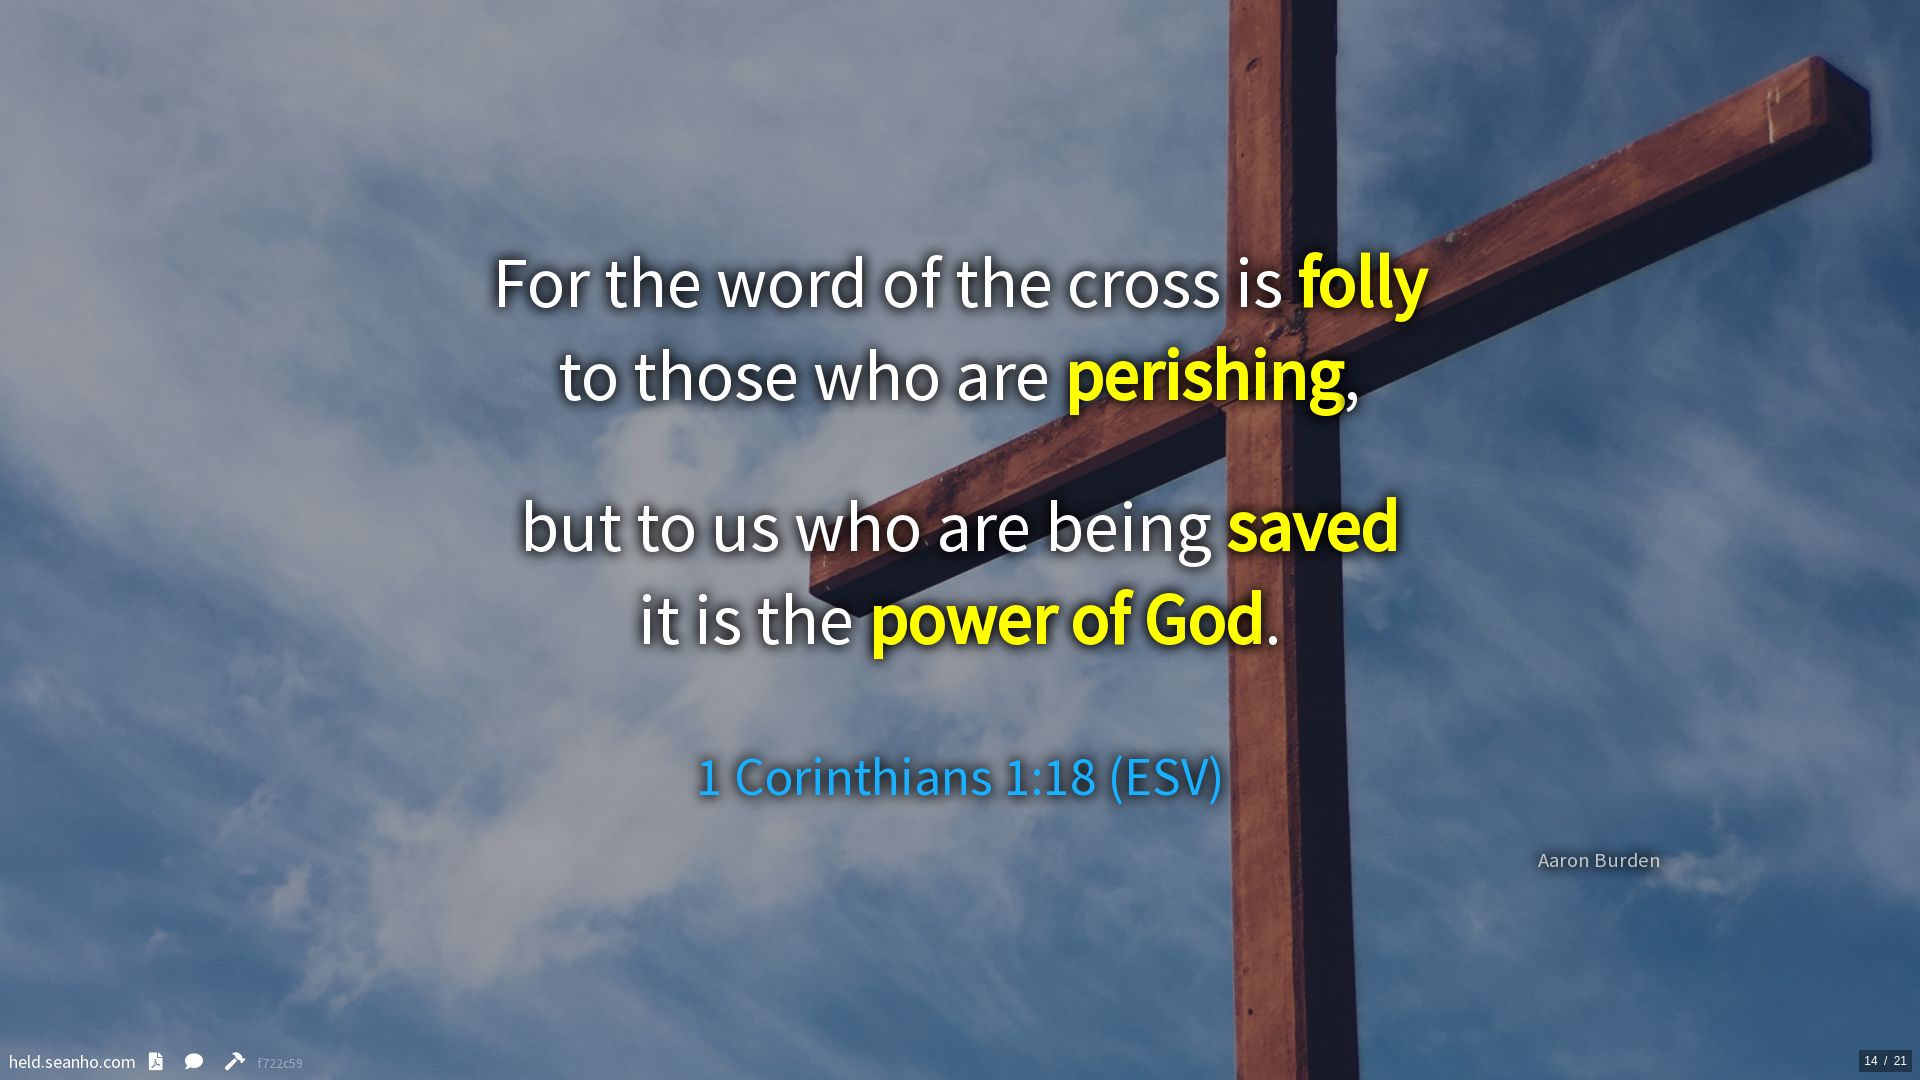 For the word of the cross is folly
to those who are perishing,
but to us who are being saved
it is the power of God.
1 Corinthians 1:18 (ESV)
Aaron Burden
held.seanho.com f722c59
14 / 21